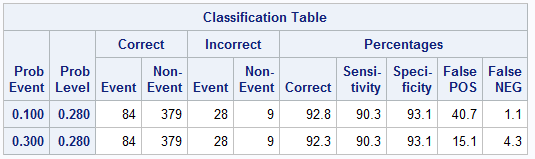 Classification Table
Correct Incorrect Percentages
Prob Prob Non- Non- Sensi- Speci- False False
Event Level Event Event Event Event Correct tivity ficity POS NEG
0.100 0.280 84 379 28 9 92.8 90.3 93.1 40.7 1.1
0.300 0.280 84 379 28 9 92.3 90.3 93.1 15.1 4.3